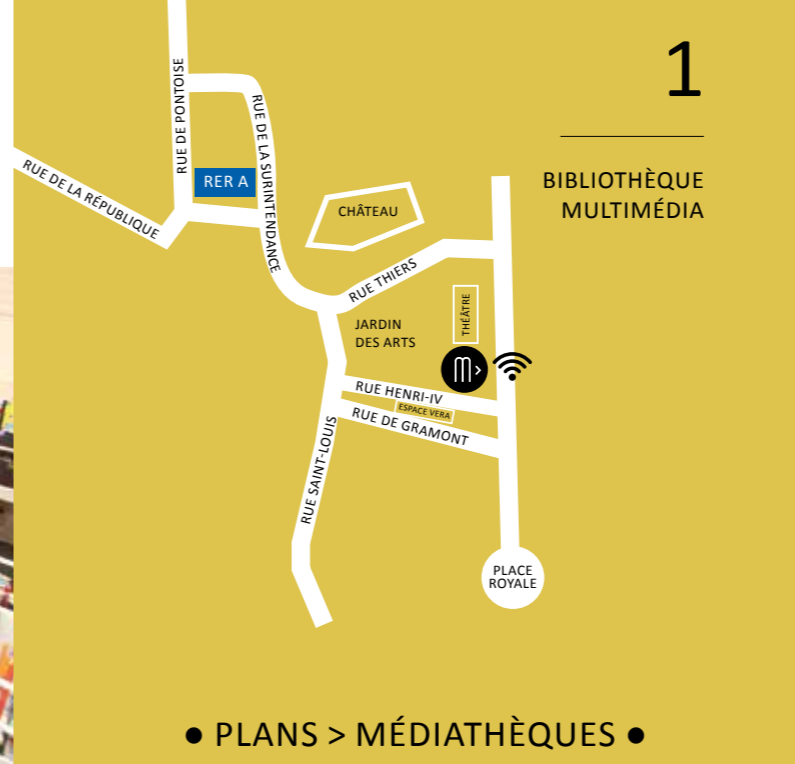 1
BIBLIOTHÈQUE
MULTIMÉDIA
RUE DE PONTOISE
RUE DE LA SURINTENDANCE
RER A
RUE DE LA RÉPUBLIQUE
CHÂTEAU
RUE THIERS
THÉÂTRE
JARDIN
DES ARTS
M>
RUE HENRI-IV
ESPACE VERA
RUE DE GRAMONT
RUE SAINT-LOUIS
PLACE
ROYALE
● PLANS > MÉDIATHÈQUES ●